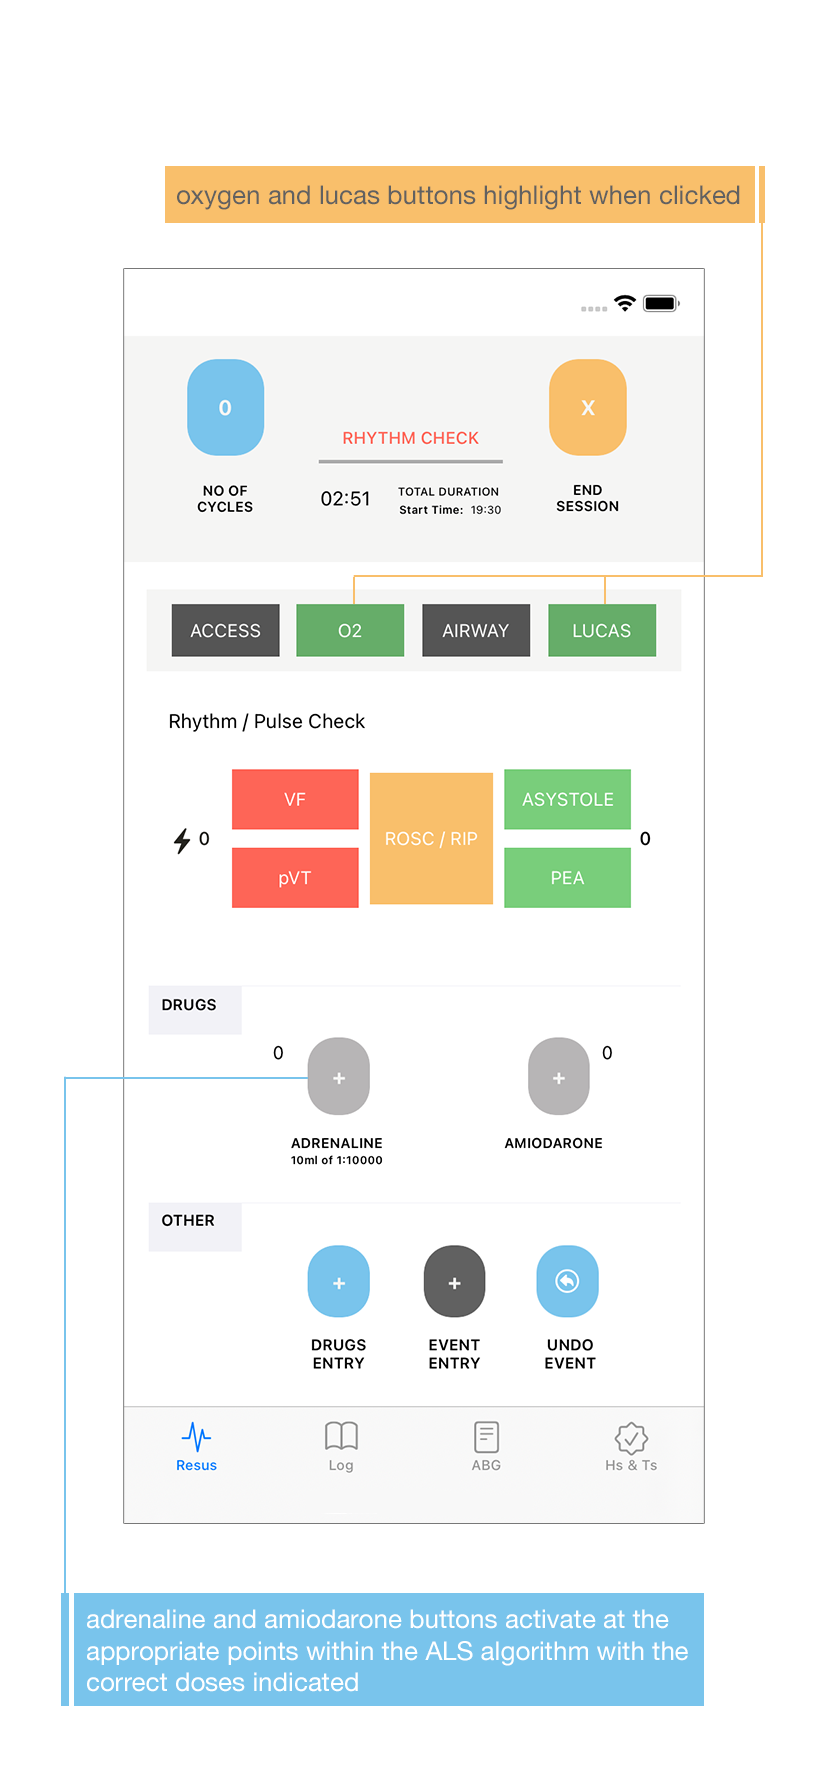 oxygen and lucas buttons highlight when clicked
0
X
RHYTHM CHECK
NO OF
CYCLES
02:51
TOTAL DURATION
Start Time: 19:30
END
SESSION
ACCESS
O2
AIRWAY
LUCAS
Rhythm / Pulse Check
VF
ASYSTOLE
0
ROSC / RIP
0
pVT
PEA
DRUGS
0
+
+
0
ADRENALINE
10ml of 1:10000
AMIODARONE
OTHER
+
+
DRUGS
ENTRY
EVENT
ENTRY
UNDO
EVENT
Resus
Log
ABG
Hs & Ts
adrenaline and amiodarone buttons activate at the
appropriate points within the ALS algorithm with the
correct doses indicated